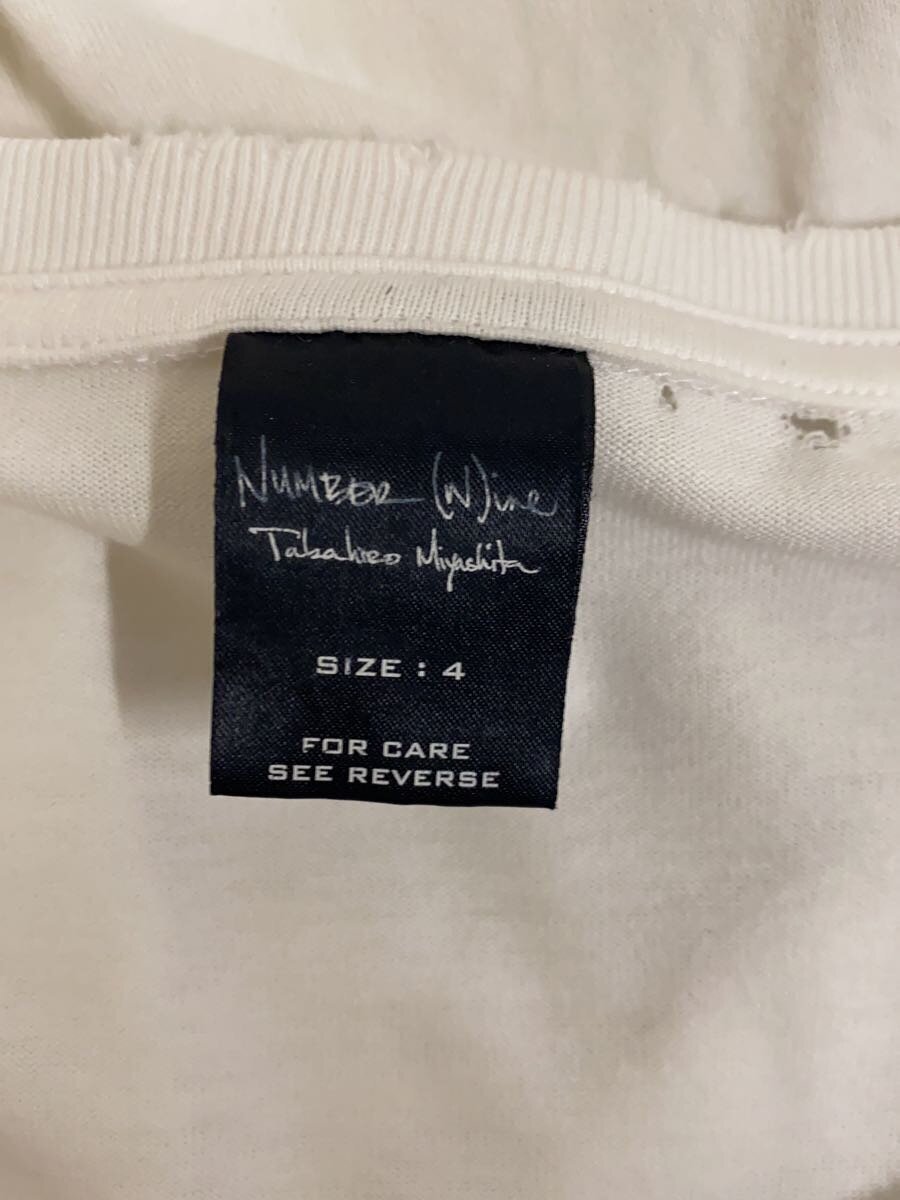 NUMBER (N)ine
Takahiro Miyashita
SIZE : 4
FOR CARE
SEE REVERSE